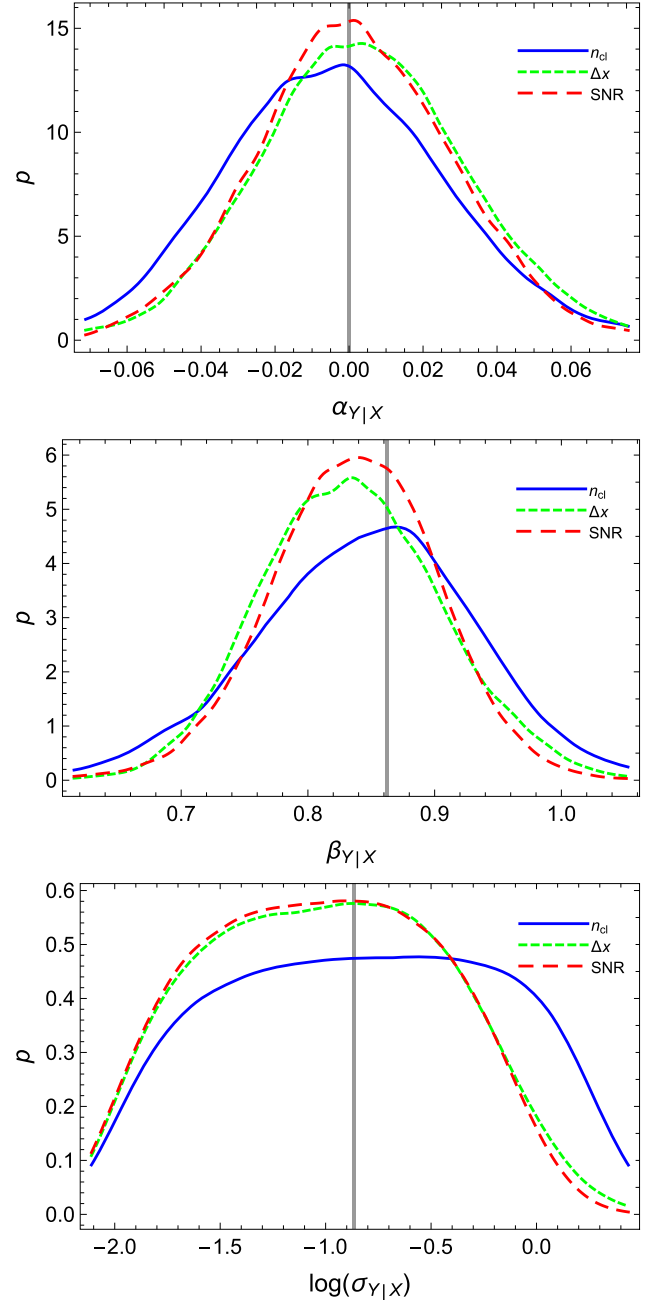 15
10
5
0
p
n_cl
Δx
SNR
−0.06 −0.04 −0.02 0.00 0.02 0.04 0.06
α_Y|X
6
5
4
3
2
1
0
p
n_cl
Δx
SNR
0.7 0.8 0.9 1.0
β_Y|X
0.6
0.5
0.4
0.3
0.2
0.1
0.0
p
n_cl
Δx
SNR
−2.0 −1.5 −1.0 −0.5 0.0
log(σ_Y|X)